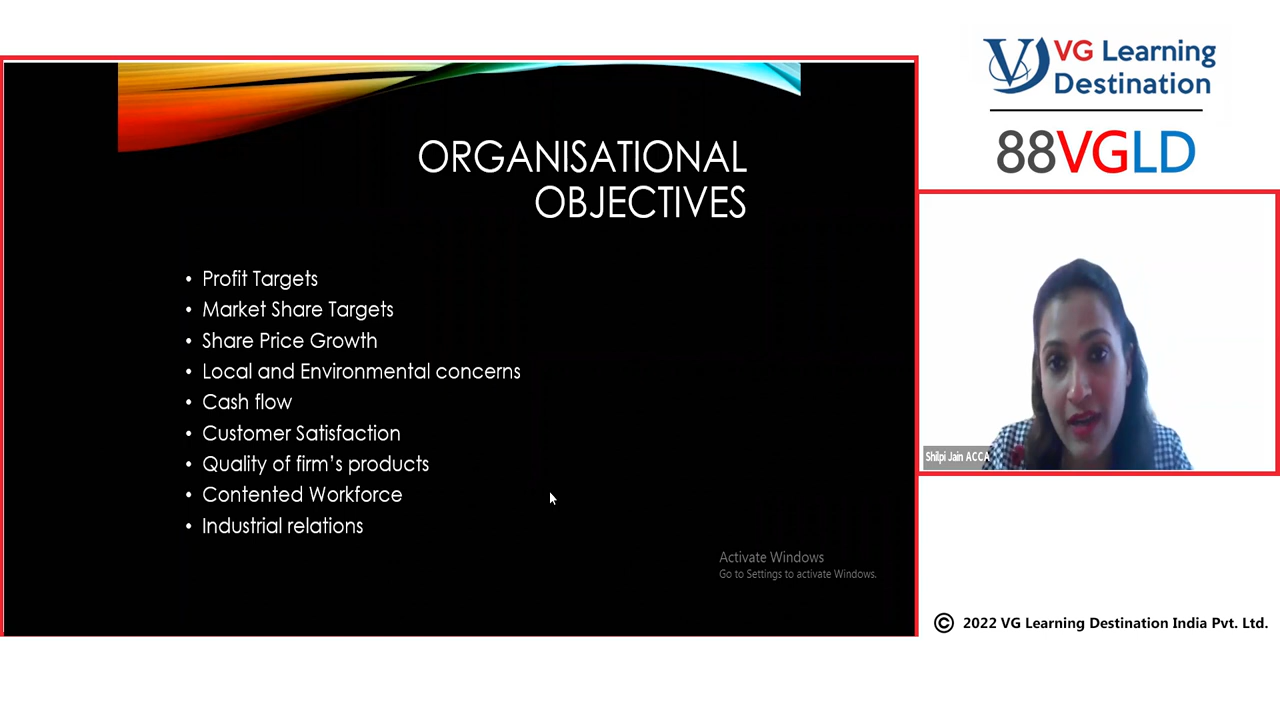 ORGANISATIONAL
OBJECTIVES
• Profit Targets
• Market Share Targets
• Share Price Growth
• Local and Environmental concerns
• Cash flow
• Customer Satisfaction
• Quality of firm's products
• Contented Workforce
• Industrial relations
Activate Windows
Go to Settings to activate Windows.
VG Learning
Destination
88VGLD
Shilpi Jain ACCA
© 2022 VG Learning Destination India Pvt. Ltd.